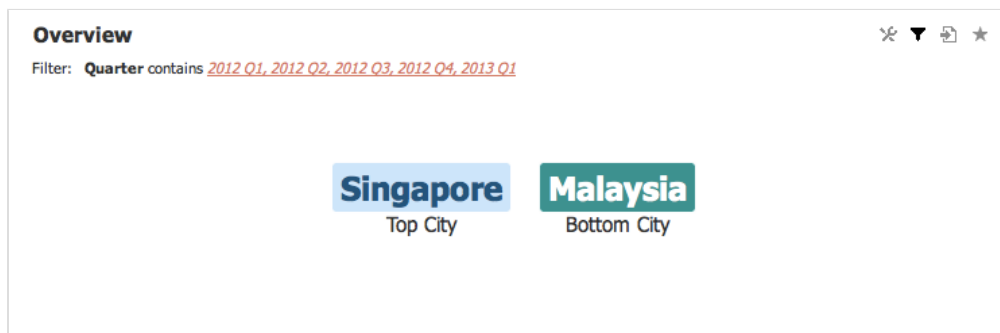 Overview
Filter: Quarter contains 2012 Q1, 2012 Q2, 2012 Q3, 2012 Q4, 2013 Q1
Singapore Malaysia
Top City Bottom City